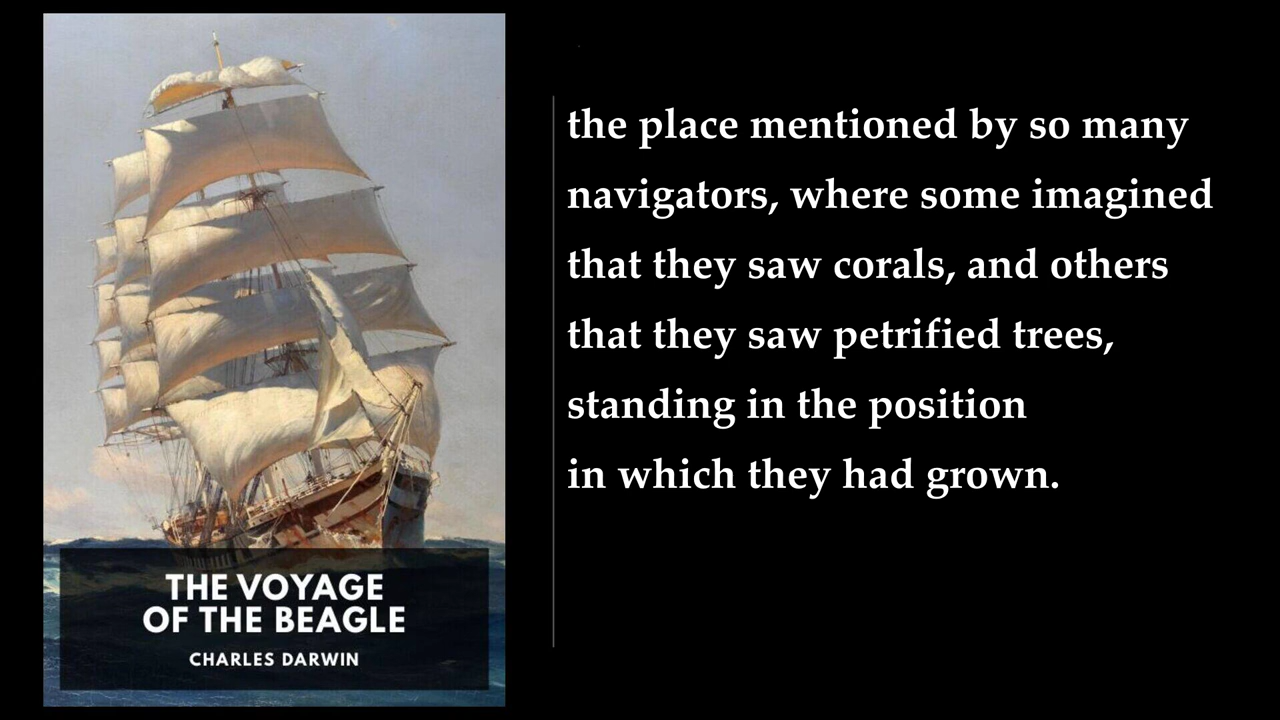 THE VOYAGE
OF THE BEAGLE
CHARLES DARWIN
the place mentioned by so many
navigators, where some imagined
that they saw corals, and others
that they saw petrified trees,
standing in the position
in which they had grown.